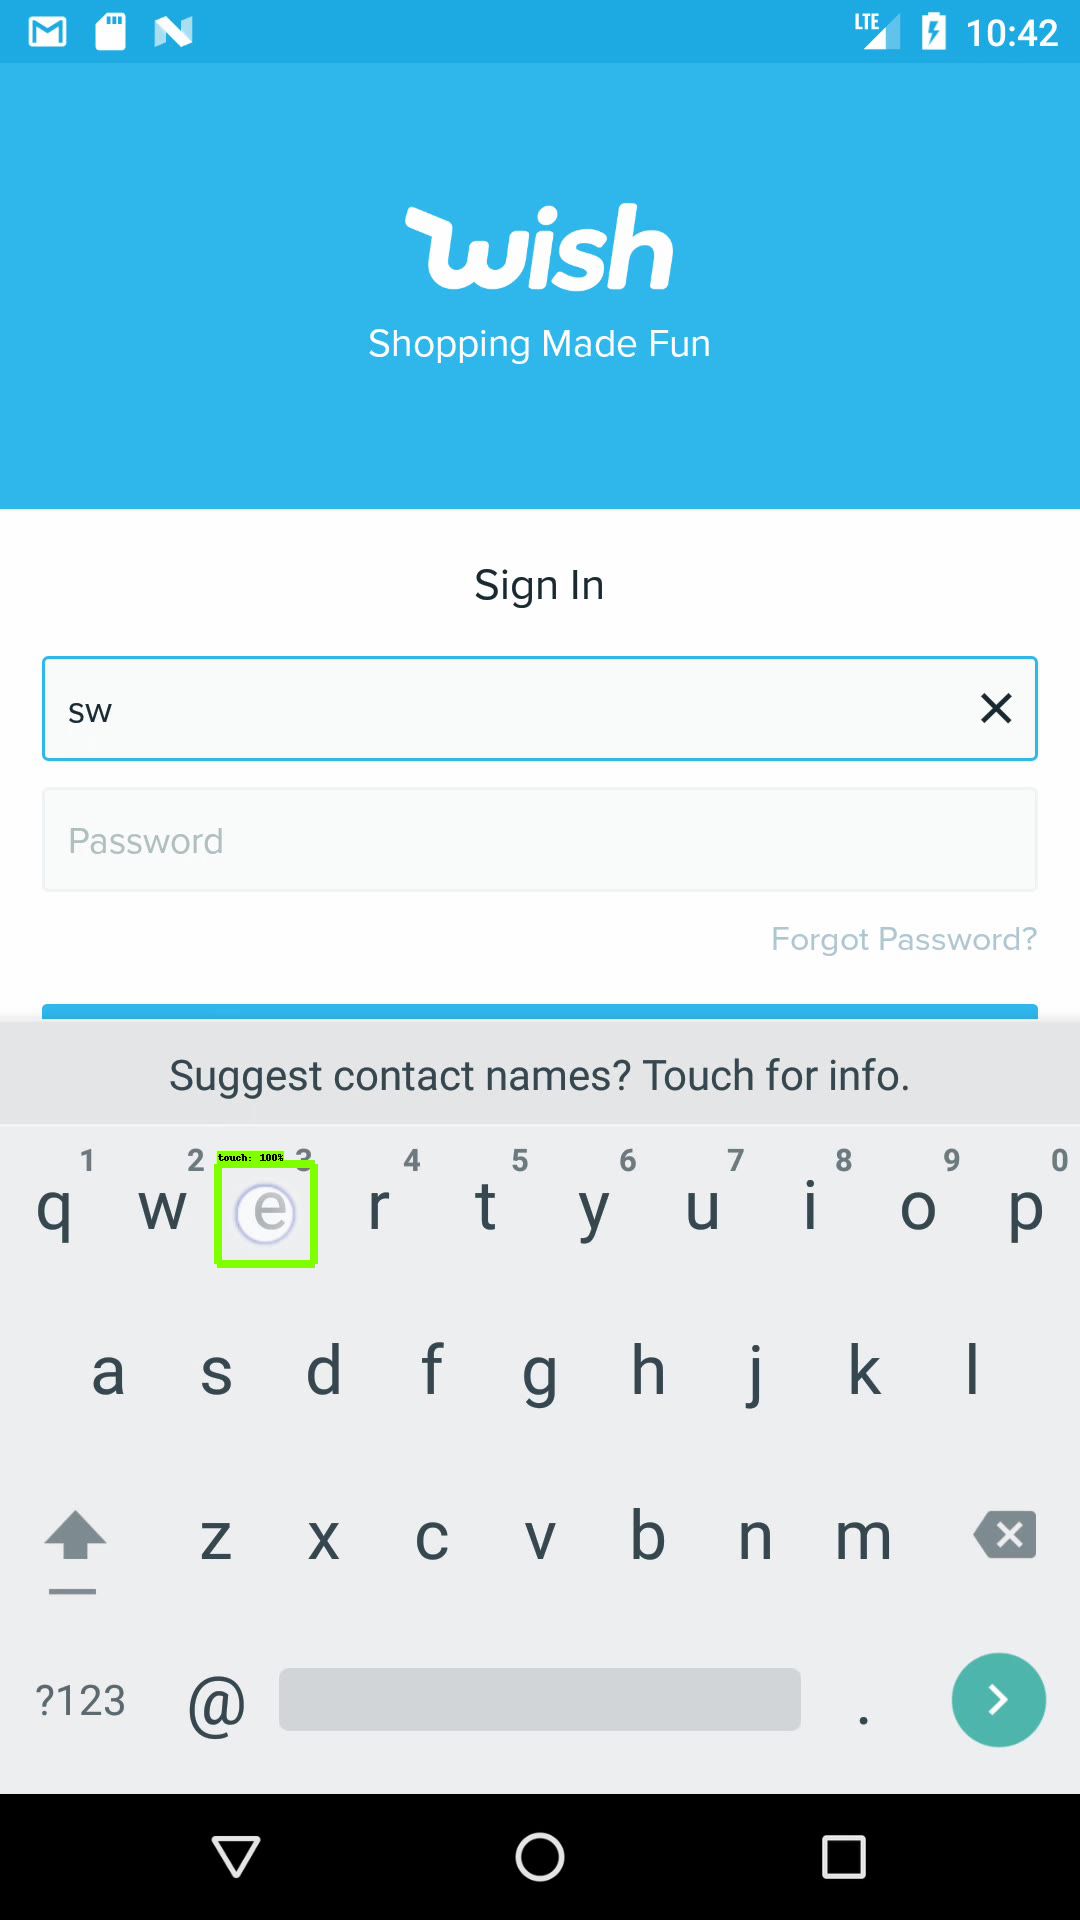 LTE 10:42
wish
Shopping Made Fun
Sign In
sw
Password
Forgot Password?
Suggest contact names? Touch for info.
touch: 100%
1 2 3 4 5 6 7 8 9 0
q w e r t y u i o p
a s d f g h j k l
z x c v b n m
?123 @ .